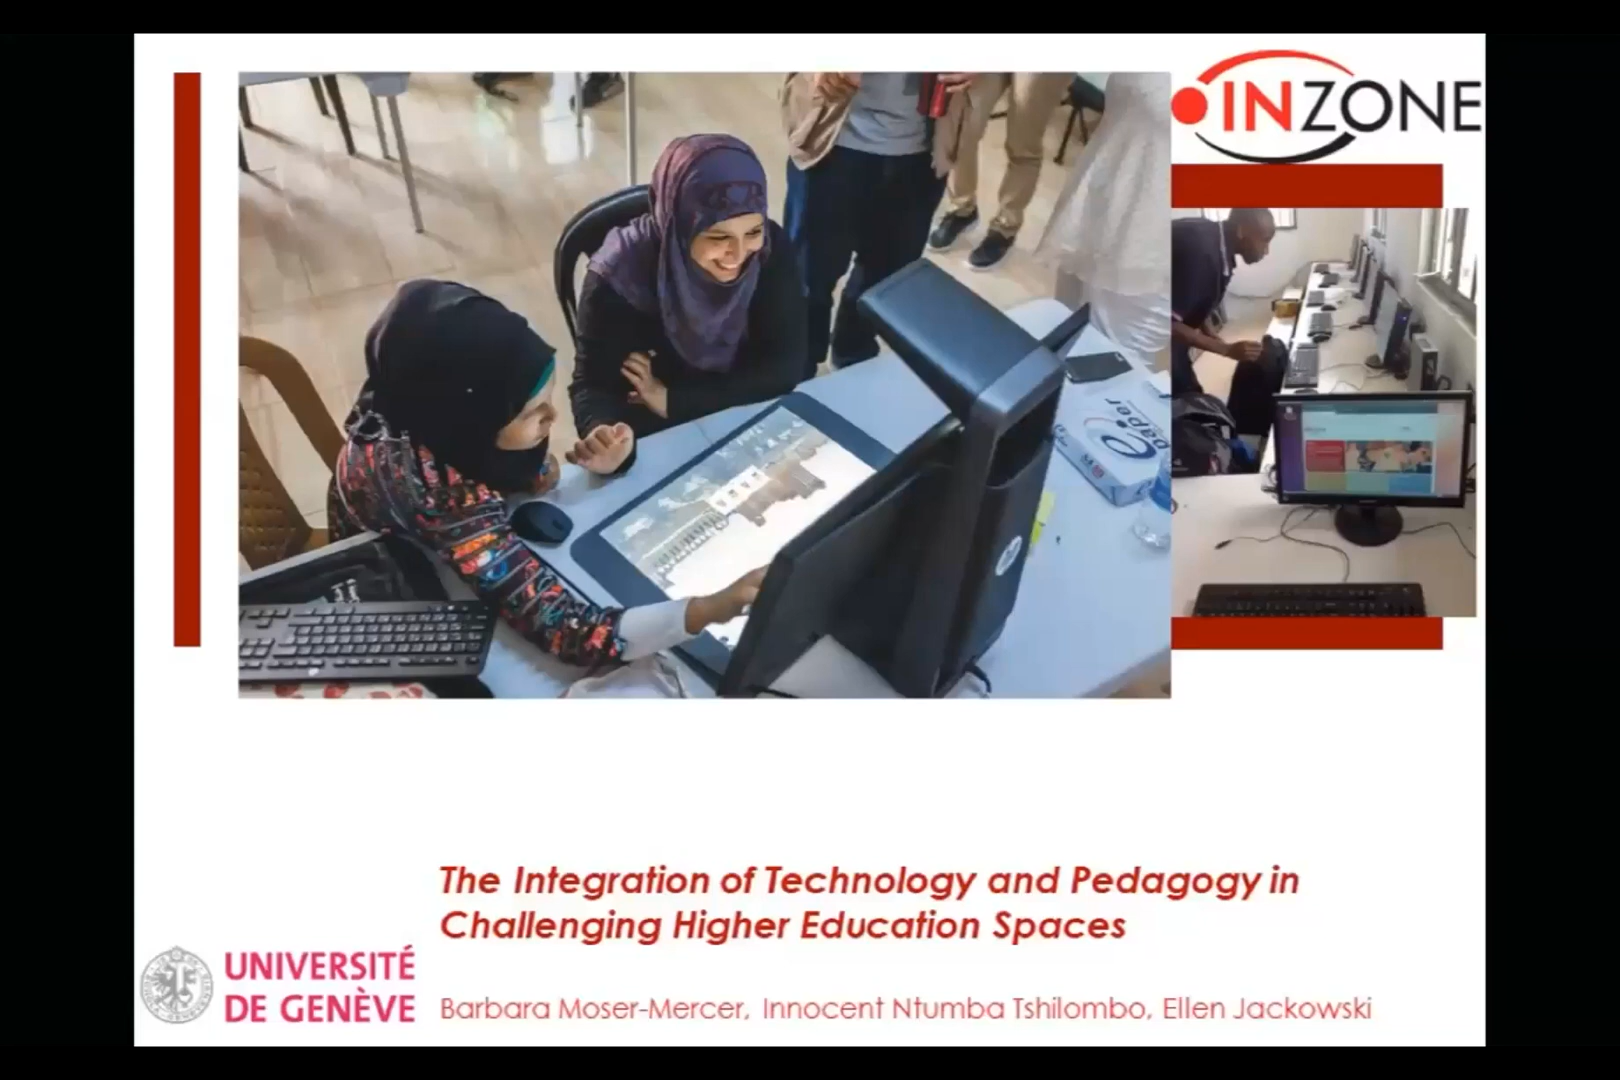 INZONE
paper
The Integration of Technology and Pedagogy in
Challenging Higher Education Spaces
UNIVERSITÉ
DE GENÈVE
Barbara Moser-Mercer, Innocent Ntumba Tshilombo, Ellen Jackowski